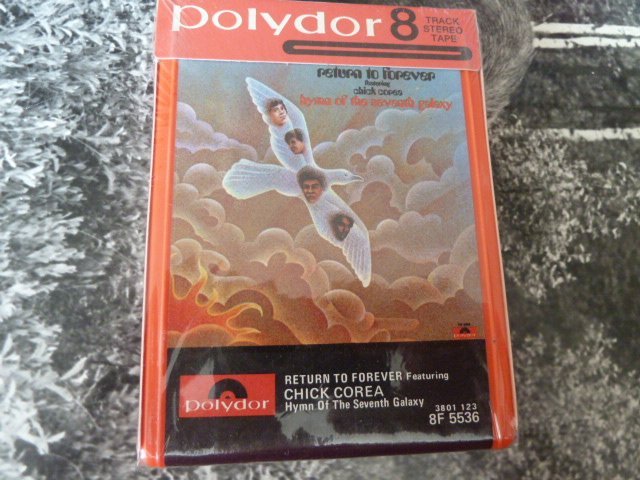 polydor 8
TRACK
STEREO
TAPE
return to forever
featuring
chick corea
hymn of the seventh galaxy
polydor
RETURN TO FOREVER Featuring
CHICK COREA
Hymn Of The Seventh Galaxy
3801 123
8F 5536
polydor